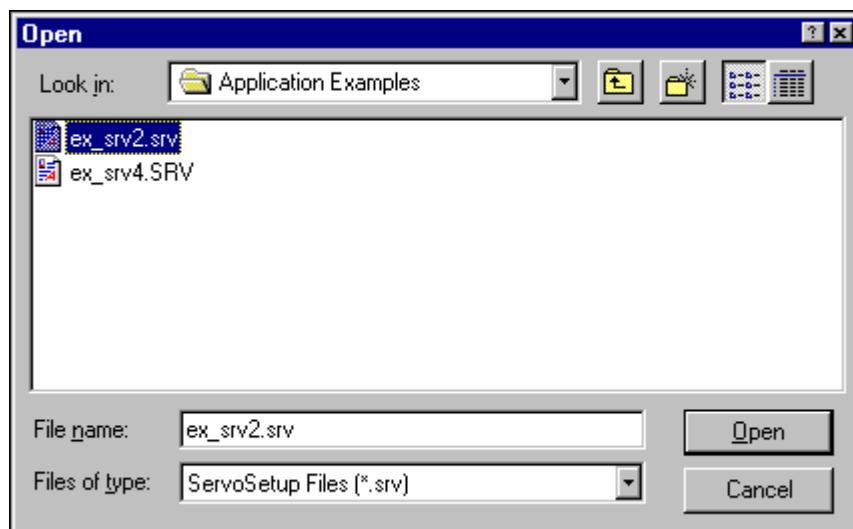 Open
Look in: Application Examples
ex_srv2.srv
ex_srv4.SRV
File name: ex_srv2.srv Open
Files of type: ServoSetup Files (*.srv) Cancel